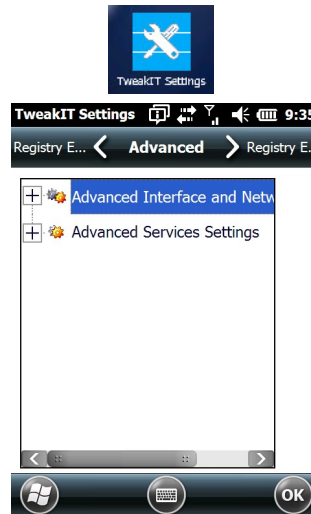 TweakIT Settings
TweakIT Settings 9:35
Registry E... Advanced Registry E.
Advanced Interface and Netw
Advanced Services Settings
OK